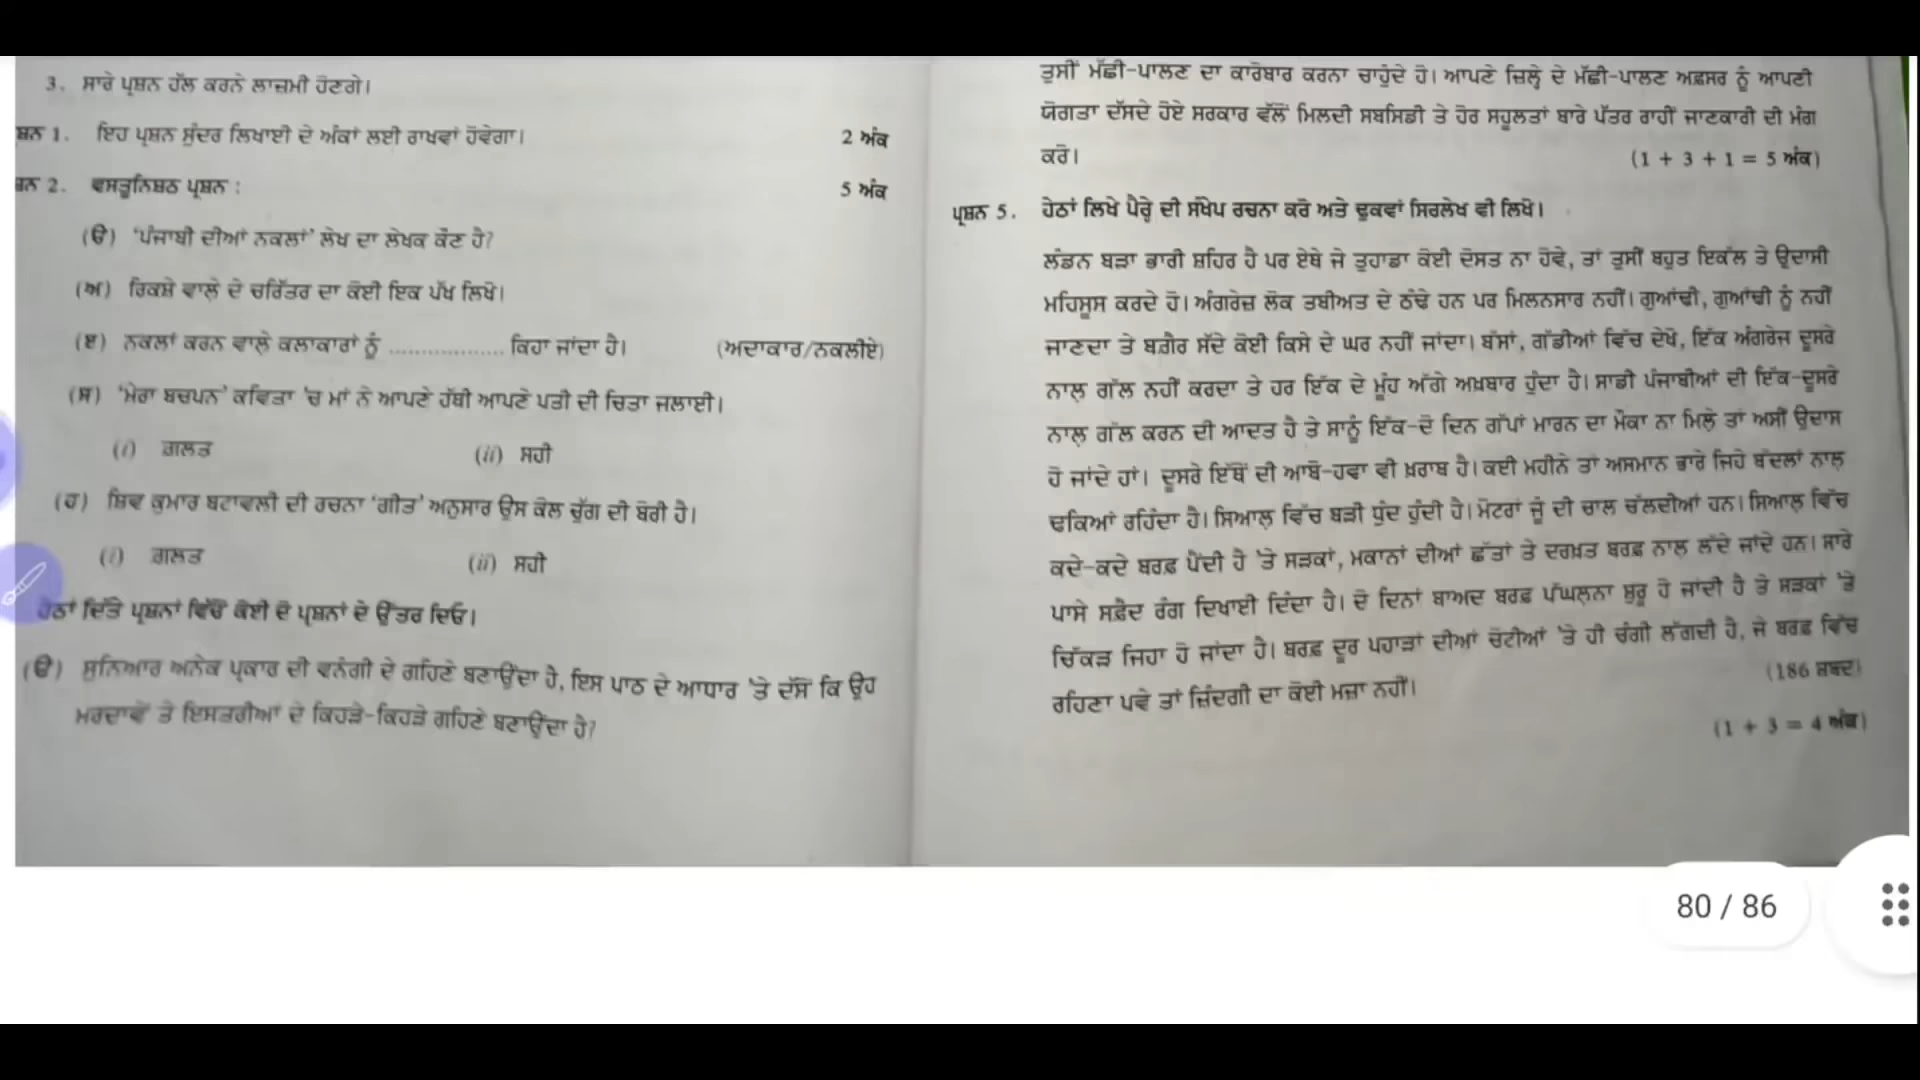 3. ਸਾਰੇ ਪ੍ਰਸ਼ਨ ਹੱਲ ਕਰਨੇ ਲਾਜ਼ਮੀ ਹੋਣਗੇ।
ਸ਼ਨ 1. ਇਹ ਪ੍ਰਸ਼ਨ ਸੁੰਦਰ ਲਿਖਾਈ ਦੇ ਅੰਕਾਂ ਲਈ ਰਾਖਵਾਂ ਹੋਵੇਗਾ। 2 ਅੰਕ
ਸ਼ਨ 2. ਵਸਤੂਨਿਸ਼ਠ ਪ੍ਰਸ਼ਨ : 5 ਅੰਕ
(ੳ) 'ਪੰਜਾਬੀ ਦੀਆਂ ਨਕਲਾਂ' ਲੇਖ ਦਾ ਲੇਖਕ ਕੌਣ ਹੈ?
(ਅ) ਰਿਕਸ਼ੇ ਵਾਲੇ ਦੇ ਚਰਿੱਤਰ ਦਾ ਕੋਈ ਇਕ ਪੱਖ ਲਿਖੋ।
(ੲ) ਨਕਲਾਂ ਕਰਨ ਵਾਲੇ ਕਲਾਕਾਰਾਂ ਨੂੰ .................. ਕਿਹਾ ਜਾਂਦਾ ਹੈ। (ਅਦਾਕਾਰ/ਨਕਲੀਏ)
(ਸ) 'ਮੇਰਾ ਬਚਪਨ' ਕਵਿਤਾ 'ਚ ਮਾਂ ਨੇ ਆਪਣੇ ਹੱਥੀ ਆਪਣੇ ਪਤੀ ਦੀ ਚਿਤਾ ਜਲਾਈ।
(i) ਗਲਤ (ii) ਸਹੀ
(ਹ) ਸ਼ਿਵ ਕੁਮਾਰ ਬਟਾਵਲੀ ਦੀ ਰਚਨਾ 'ਗੀਤ' ਅਨੁਸਾਰ ਉਸ ਕੋਲ ਚੁੱਗ ਦੀ ਬੋਰੀ ਹੈ।
(i) ਗਲਤ (ii) ਸਹੀ
ਹੇਠਾਂ ਦਿੱਤੇ ਪ੍ਰਸ਼ਨਾਂ ਵਿੱਚੋਂ ਕੋਈ ਦੋ ਪ੍ਰਸ਼ਨਾਂ ਦੇ ਉੱਤਰ ਦਿਓ।
(ੳ) ਸੁਨਿਆਰ ਅਨੇਕ ਪ੍ਰਕਾਰ ਦੀ ਵਨੰਗੀ ਦੇ ਗਹਿਣੇ ਬਣਾਉਂਦਾ ਹੈ, ਇਸ ਪਾਠ ਦੇ ਆਧਾਰ 'ਤੇ ਦੱਸੋ ਕਿ ਉਹ
ਮਰਦਾਵੇਂ ਤੇ ਇਸਤਰੀਆਂ ਦੇ ਕਿਹੜੇ-ਕਿਹੜੇ ਗਹਿਣੇ ਬਣਾਉਂਦਾ ਹੈ?
ਤੁਸੀਂ ਮੱਛੀ-ਪਾਲਣ ਦਾ ਕਾਰੋਬਾਰ ਕਰਨਾ ਚਾਹੁੰਦੇ ਹੋ। ਆਪਣੇ ਜ਼ਿਲ੍ਹੇ ਦੇ ਮੱਛੀ-ਪਾਲਣ ਅਫ਼ਸਰ ਨੂੰ ਆਪਣੀ
ਯੋਗਤਾ ਦੱਸਦੇ ਹੋਏ ਸਰਕਾਰ ਵੱਲੋਂ ਮਿਲਦੀ ਸਬਸਿਡੀ ਤੇ ਹੋਰ ਸਹੂਲਤਾਂ ਬਾਰੇ ਪੱਤਰ ਰਾਹੀਂ ਜਾਣਕਾਰੀ ਦੀ ਮੰਗ
ਕਰੋ। (1 + 3 + 1 = 5 ਅੰਕ)
ਪ੍ਰਸ਼ਨ 5. ਹੇਠਾਂ ਲਿਖੇ ਪੈਰ੍ਹੇ ਦੀ ਸੰਖੇਪ ਰਚਨਾ ਕਰੋ ਅਤੇ ਢੁਕਵਾਂ ਸਿਰਲੇਖ ਵੀ ਲਿਖੋ।
ਲੰਡਨ ਬੜਾ ਭਾਰੀ ਸ਼ਹਿਰ ਹੈ ਪਰ ਏਥੇ ਜੇ ਤੁਹਾਡਾ ਕੋਈ ਦੋਸਤ ਨਾ ਹੋਵੇ, ਤਾਂ ਤੁਸੀਂ ਬਹੁਤ ਇਕੱਲ ਤੇ ਉਦਾਸੀ
ਮਹਿਸੂਸ ਕਰਦੇ ਹੋ। ਅੰਗਰੇਜ਼ ਲੋਕ ਤਬੀਅਤ ਦੇ ਠੰਢੇ ਹਨ ਪਰ ਮਿਲਨਸਾਰ ਨਹੀਂ। ਗੁਆਂਢੀ, ਗੁਆਂਢੀ ਨੂੰ ਨਹੀਂ
ਜਾਣਦਾ ਤੇ ਬਗ਼ੈਰ ਸੱਦੇ ਕੋਈ ਕਿਸੇ ਦੇ ਘਰ ਨਹੀਂ ਜਾਂਦਾ। ਬੱਸਾਂ, ਗੱਡੀਆਂ ਵਿੱਚ ਦੇਖੋ, ਇੱਕ ਅੰਗਰੇਜ ਦੂਸਰੇ
ਨਾਲ਼ ਗੱਲ ਨਹੀਂ ਕਰਦਾ ਤੇ ਹਰ ਇੱਕ ਦੇ ਮੂੰਹ ਅੱਗੇ ਅਖ਼ਬਾਰ ਹੁੰਦਾ ਹੈ। ਸਾਡੀ ਪੰਜਾਬੀਆਂ ਦੀ ਇੱਕ-ਦੂਸਰੇ
ਨਾਲ਼ ਗੱਲ ਕਰਨ ਦੀ ਆਦਤ ਹੈ ਤੇ ਸਾਨੂੰ ਇੱਕ-ਦੋ ਦਿਨ ਗੱਪਾਂ ਮਾਰਨ ਦਾ ਮੌਕਾ ਨਾ ਮਿਲੇ ਤਾਂ ਅਸੀਂ ਉਦਾਸ
ਹੋ ਜਾਂਦੇ ਹਾਂ। ਦੂਸਰੇ ਇੱਥੋਂ ਦੀ ਆਬੋ-ਹਵਾ ਵੀ ਖ਼ਰਾਬ ਹੈ। ਕਈ ਮਹੀਨੇ ਤਾਂ ਅਸਮਾਨ ਭਾਰੇ ਜਿਹੇ ਬੱਦਲਾਂ ਨਾਲ਼
ਢਕਿਆਂ ਰਹਿੰਦਾ ਹੈ। ਸਿਆਲ਼ ਵਿੱਚ ਬੜੀ ਧੁੰਦ ਹੁੰਦੀ ਹੈ। ਮੋਟਰਾਂ ਜੂੰ ਦੀ ਚਾਲ ਚੱਲਦੀਆਂ ਹਨ। ਸਿਆਲ਼ ਵਿੱਚ
ਕਦੇ-ਕਦੇ ਬਰਫ਼ ਪੈਂਦੀ ਹੈ 'ਤੇ ਸੜਕਾਂ, ਮਕਾਨਾਂ ਦੀਆਂ ਛੱਤਾਂ ਤੇ ਦਰਖ਼ਤ ਬਰਫ਼ ਨਾਲ਼ ਲੱਦੇ ਜਾਂਦੇ ਹਨ। ਸਾਰੇ
ਪਾਸੇ ਸਫ਼ੈਦ ਰੰਗ ਦਿਖਾਈ ਦਿੰਦਾ ਹੈ। ਦੋ ਦਿਨਾਂ ਬਾਅਦ ਬਰਫ਼ ਪੱਘਲ਼ਨਾ ਸ਼ੁਰੂ ਹੋ ਜਾਂਦੀ ਹੈ ਤੇ ਸੜਕਾਂ 'ਤੇ
ਚਿੱਕੜ ਜਿਹਾ ਹੋ ਜਾਂਦਾ ਹੈ। ਬਰਫ਼ ਦੂਰ ਪਹਾੜਾਂ ਦੀਆਂ ਚੋਟੀਆਂ 'ਤੇ ਹੀ ਚੰਗੀ ਲੱਗਦੀ ਹੈ, ਜੇ ਬਰਫ਼ ਵਿੱਚ
ਰਹਿਣਾ ਪਵੇ ਤਾਂ ਜ਼ਿੰਦਗੀ ਦਾ ਕੋਈ ਮਜ਼ਾ ਨਹੀਂ। (186 ਸ਼ਬਦ)
(1 + 3 = 4 ਅੰਕ)
80 / 86